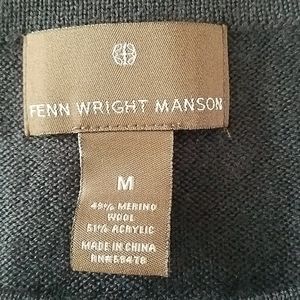 FENN WRIGHT MANSON
M
49% MERINO
WOOL
51% ACRYLIC
MADE IN CHINA